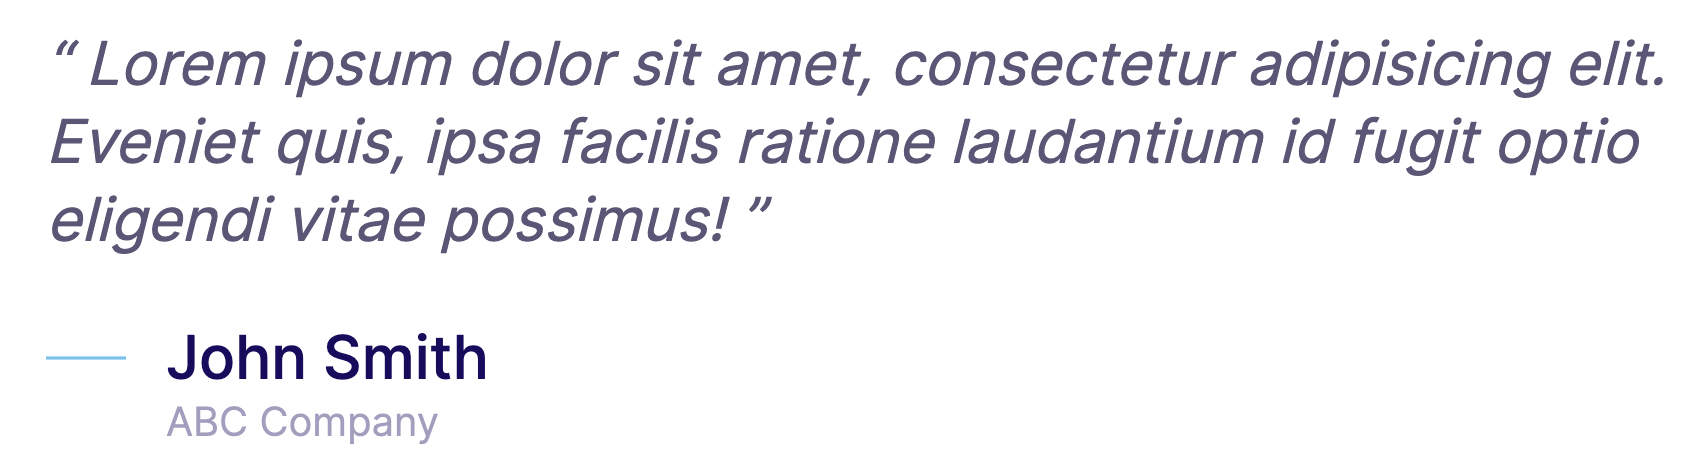 “ Lorem ipsum dolor sit amet, consectetur adipisicing elit.
Eveniet quis, ipsa facilis ratione laudantium id fugit optio
eligendi vitae possimus! ”
John Smith
ABC Company